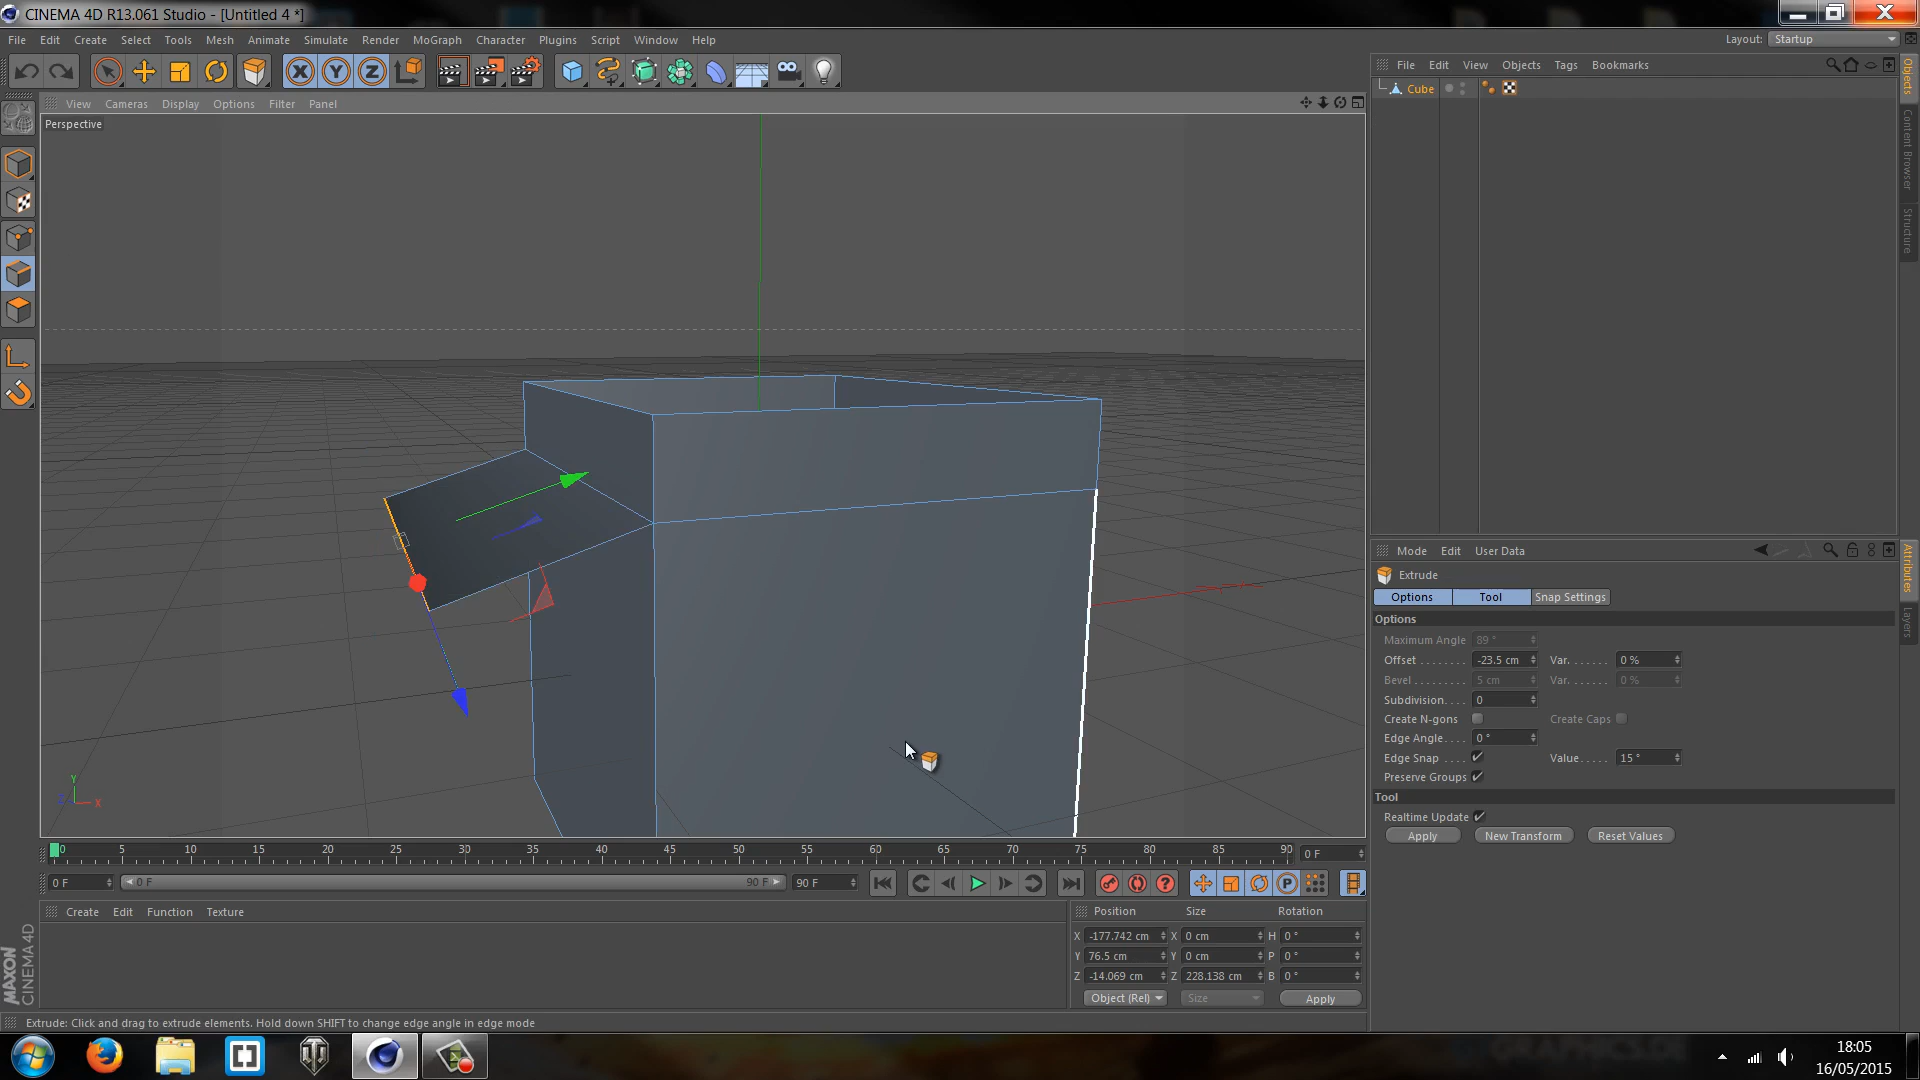 CINEMA 4D R13.061 Studio - [Untitled 4 *]
File Edit Create Select Tools Mesh Animate Simulate Render MoGraph Character Plugins Script Window Help
Layout: Startup
File Edit View Objects Tags Bookmarks
Cube
View Cameras Display Options Filter Panel
Perspective
X Y Z
Objects
Content Browser
Structure
Mode Edit User Data
Extrude
Options Tool Snap Settings
Options
Maximum Angle 89 °
Offset -23.5 cm Var. 0 %
Bevel 5 cm Var. 0 %
Subdivision 0
Create N-gons Create Caps
Edge Angle 0 °
Edge Snap Value 15 °
Preserve Groups
Tool
Realtime Update
Apply New Transform Reset Values
Attributes
Layers
Y
Z X
0 5 10 15 20 25 30 35 40 45 50 55 60 65 70 75 80 85 90 0 F
0 F 0 F 90 F 90 F
Create Edit Function Texture
Position Size Rotation
X -177.742 cm X 0 cm H 0 °
Y 76.5 cm Y 0 cm P 0 °
Z -14.069 cm Z 228.138 cm B 0 °
Object (Rel) Size Apply
MAXON
CINEMA 4D
Extrude: Click and drag to extrude elements. Hold down SHIFT to change edge angle in edge mode
18:05
16/05/2015